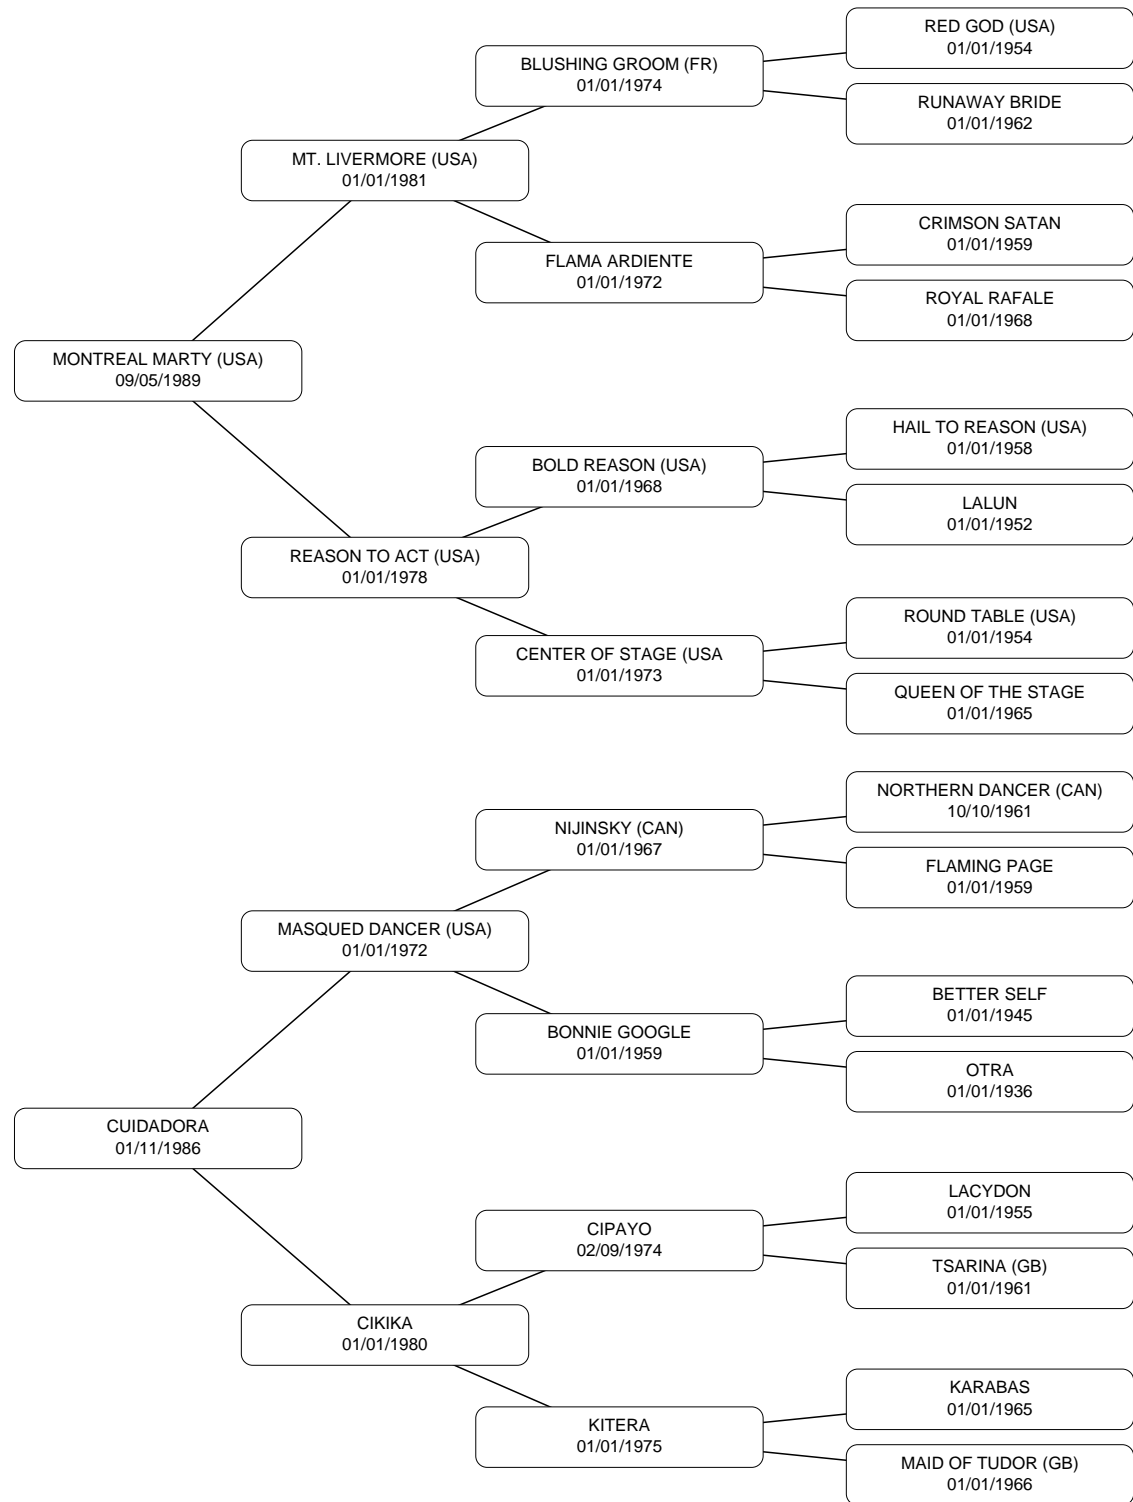 RED GOD (USA)
01/01/1954
BLUSHING GROOM (FR)
01/01/1974
RUNAWAY BRIDE
01/01/1962
MT. LIVERMORE (USA)
01/01/1981
CRIMSON SATAN
01/01/1959
FLAMA ARDIENTE
01/01/1972
ROYAL RAFALE
01/01/1968
MONTREAL MARTY (USA)
09/05/1989
HAIL TO REASON (USA)
01/01/1958
BOLD REASON (USA)
01/01/1968
LALUN
01/01/1952
REASON TO ACT (USA)
01/01/1978
ROUND TABLE (USA)
01/01/1954
CENTER OF STAGE (USA
01/01/1973
QUEEN OF THE STAGE
01/01/1965
NORTHERN DANCER (CAN)
10/10/1961
NIJINSKY (CAN)
01/01/1967
FLAMING PAGE
01/01/1959
MASQUED DANCER (USA)
01/01/1972
BETTER SELF
01/01/1945
BONNIE GOOGLE
01/01/1959
OTRA
01/01/1936
CUIDADORA
01/11/1986
LACYDON
01/01/1955
CIPAYO
02/09/1974
TSARINA (GB)
01/01/1961
CIKIKA
01/01/1980
KARABAS
01/01/1965
KITERA
01/01/1975
MAID OF TUDOR (GB)
01/01/1966